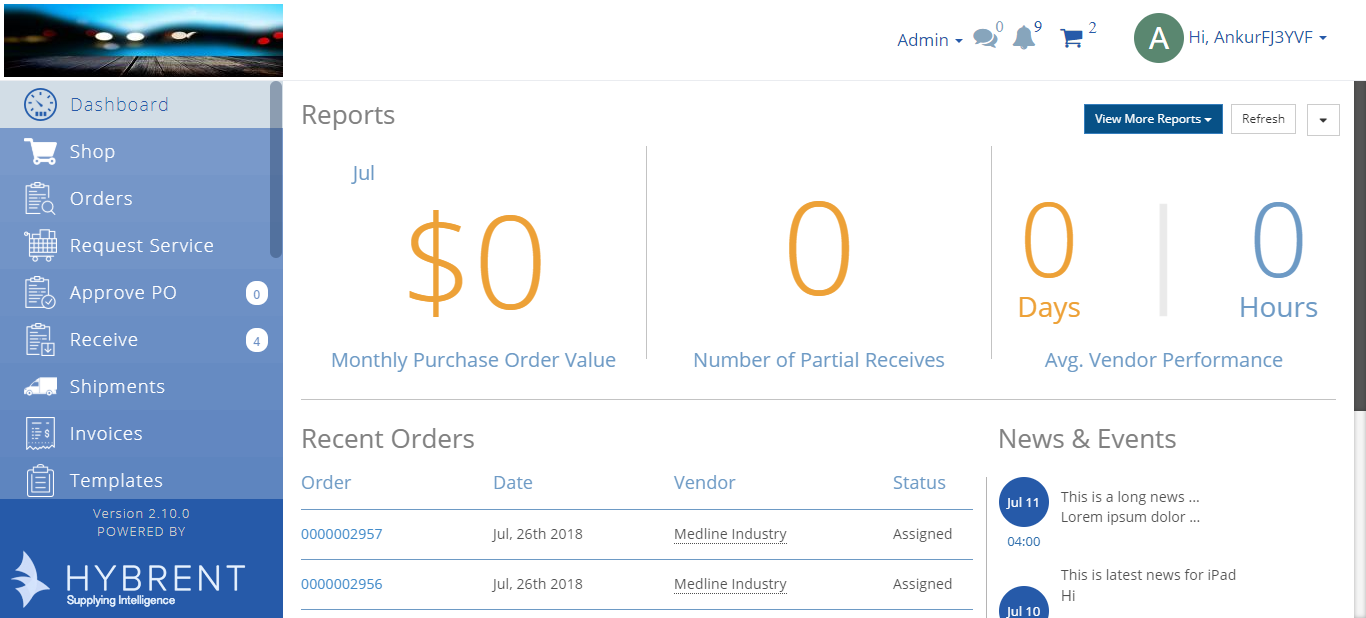 Admin
0
9
2
A
Hi, AnkurFJ3YVF
Dashboard
Shop
Orders
Request Service
Approve PO 0
Receive 4
Shipments
Invoices
Templates
Version 2.10.0
POWERED BY
HYBRENT
Supplying Intelligence
Reports
View More Reports
Refresh
Jul
$0
Monthly Purchase Order Value
0
Number of Partial Receives
0 0
Days Hours
Avg. Vendor Performance
Recent Orders
Order Date Vendor Status
0000002957 Jul, 26th 2018 Medline Industry Assigned
0000002956 Jul, 26th 2018 Medline Industry Assigned
News & Events
Jul 11
04:00
This is a long news ...
Lorem ipsum dolor ...
Jul 10
This is latest news for iPad
Hi